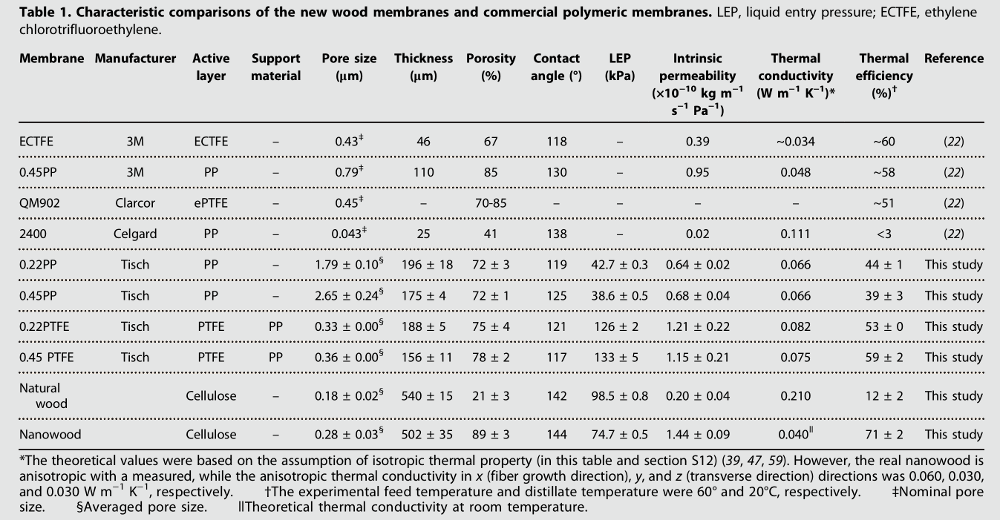 Table 1. Characteristic comparisons of the new wood membranes and commercial polymeric membranes. LEP, liquid entry pressure; ECTFE, ethylene
chlorotrifluoroethylene.
Membrane Manufacturer Active layer Support material Pore size (μm) Thickness (μm) Porosity (%) Contact angle (°) LEP (kPa) Intrinsic permeability (×10⁻¹⁰ kg m⁻¹ s⁻¹ Pa⁻¹) Thermal conductivity (W m⁻¹ K⁻¹)* Thermal efficiency (%)† Reference
ECTFE 3M ECTFE – 0.43‡ 46 67 118 – 0.39 ~0.034 ~60 (22)
0.45PP 3M PP – 0.79‡ 110 85 130 – 0.95 0.048 ~58 (22)
QM902 Clarcor ePTFE – 0.45‡ – 70-85 – – – – ~51 (22)
2400 Celgard PP – 0.043‡ 25 41 138 – 0.02 0.111 <3 (22)
0.22PP Tisch PP – 1.79 ± 0.10§ 196 ± 18 72 ± 3 119 42.7 ± 0.3 0.64 ± 0.02 0.066 44 ± 1 This study
0.45PP Tisch PP – 2.65 ± 0.24§ 175 ± 4 72 ± 1 125 38.6 ± 0.5 0.68 ± 0.04 0.066 39 ± 3 This study
0.22PTFE Tisch PTFE PP 0.33 ± 0.00§ 188 ± 5 75 ± 4 121 126 ± 2 1.21 ± 0.22 0.082 53 ± 0 This study
0.45 PTFE Tisch PTFE PP 0.36 ± 0.00§ 156 ± 11 78 ± 2 117 133 ± 5 1.15 ± 0.21 0.075 59 ± 2 This study
Natural wood Cellulose – 0.18 ± 0.02§ 540 ± 15 21 ± 3 142 98.5 ± 0.8 0.20 ± 0.04 0.210 12 ± 2 This study
Nanowood Cellulose – 0.28 ± 0.03§ 502 ± 35 89 ± 3 144 74.7 ± 0.5 1.44 ± 0.09 0.040‖ 71 ± 2 This study
*The theoretical values were based on the assumption of isotropic thermal property (in this table and section S12) (39, 47, 59). However, the real nanowood is
anisotropic with a measured, while the anisotropic thermal conductivity in x (fiber growth direction), y, and z (transverse direction) directions was 0.060, 0.030,
and 0.030 W m⁻¹ K⁻¹, respectively. †The experimental feed temperature and distillate temperature were 60° and 20°C, respectively. ‡Nominal pore
size. §Averaged pore size. ‖Theoretical thermal conductivity at room temperature.